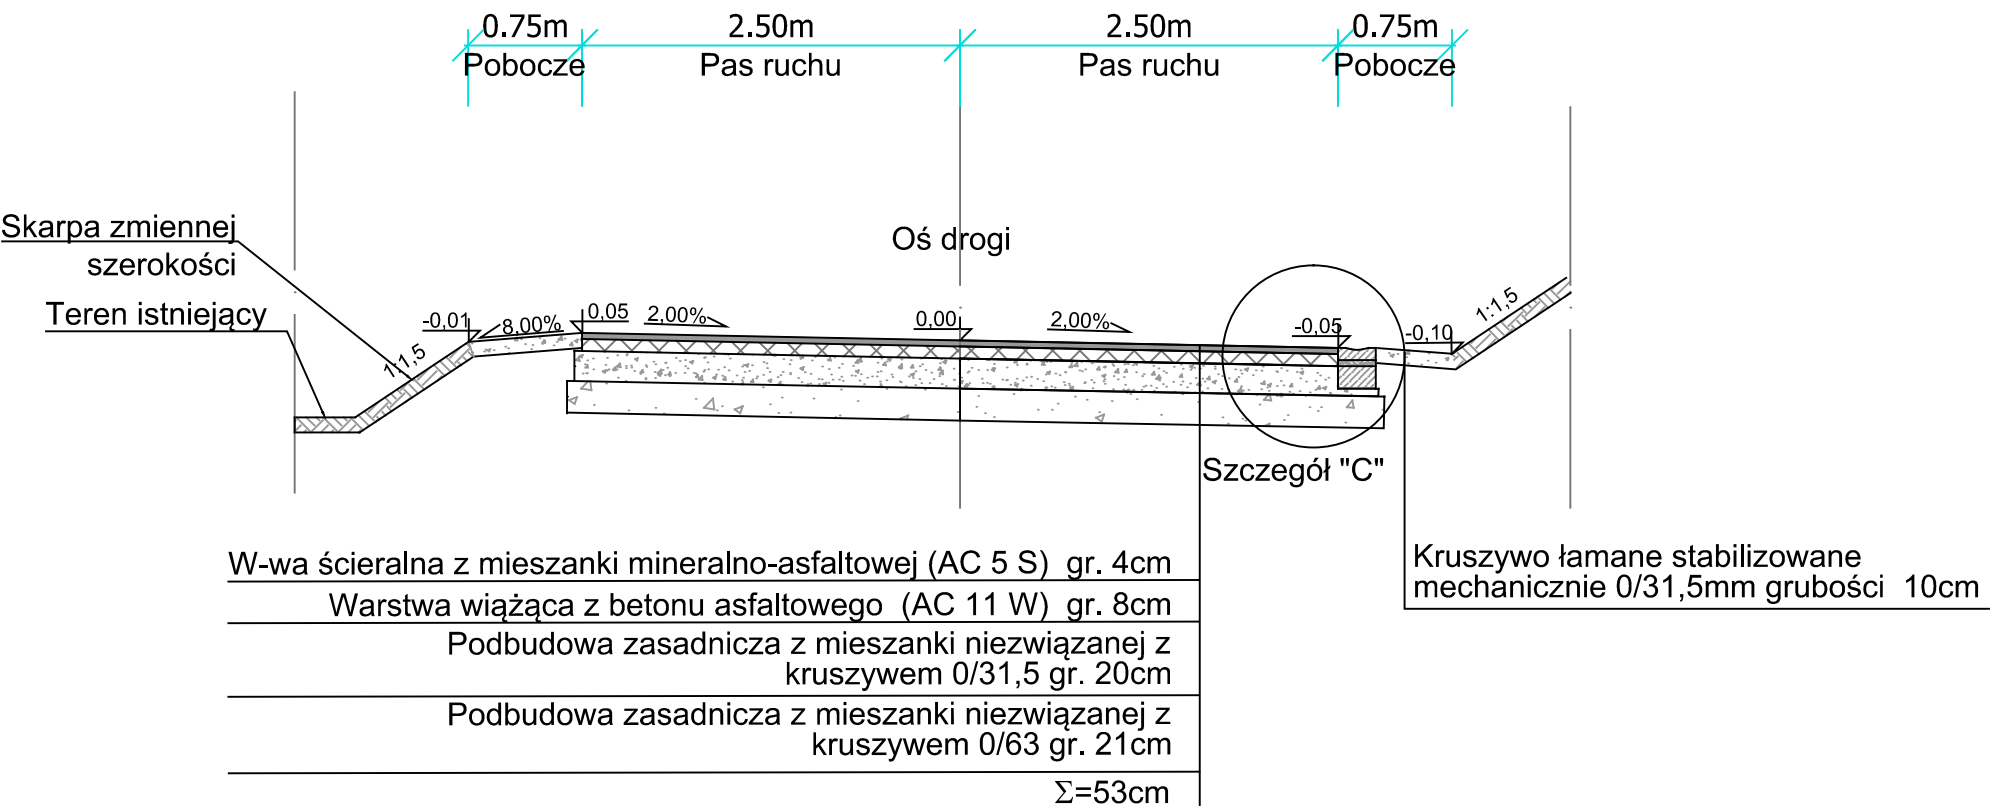 0.75m 2.50m 2.50m 0.75m
Pobocze Pas ruchu Pas ruchu Pobocze
Skarpa zmiennej
szerokości
Teren istniejący
Oś drogi
1:1,5
-0,01
8,00%
0,05
2,00%
0,00
2,00%
-0,05
-0,10
1:1,5
Szczegół "C"
W-wa ścieralna z mieszanki mineralno-asfaltowej (AC 5 S) gr. 4cm
Warstwa wiążąca z betonu asfaltowego (AC 11 W) gr. 8cm
Podbudowa zasadnicza z mieszanki niezwiązanej z
kruszywem 0/31,5 gr. 20cm
Podbudowa zasadnicza z mieszanki niezwiązanej z
kruszywem 0/63 gr. 21cm
Σ=53cm
Kruszywo łamane stabilizowane
mechanicznie 0/31,5mm grubości 10cm